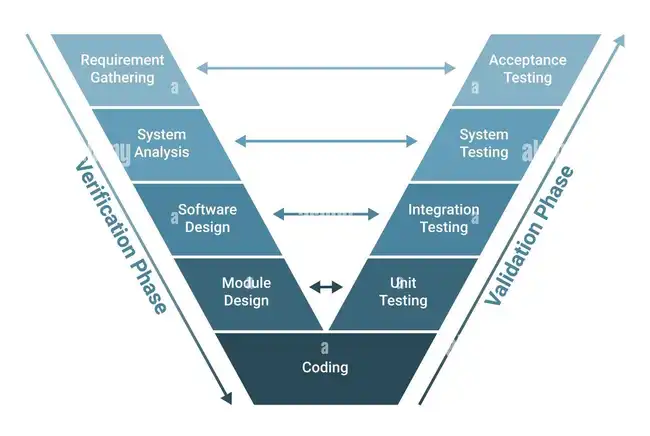 Requirement
Gathering
Acceptance
Testing
System
Analysis
System
Testing
Software
Design
Integration
Testing
Module
Design
Unit
Testing
Coding
Verification Phase
Validation Phase
a
a
a
a
a
a
a